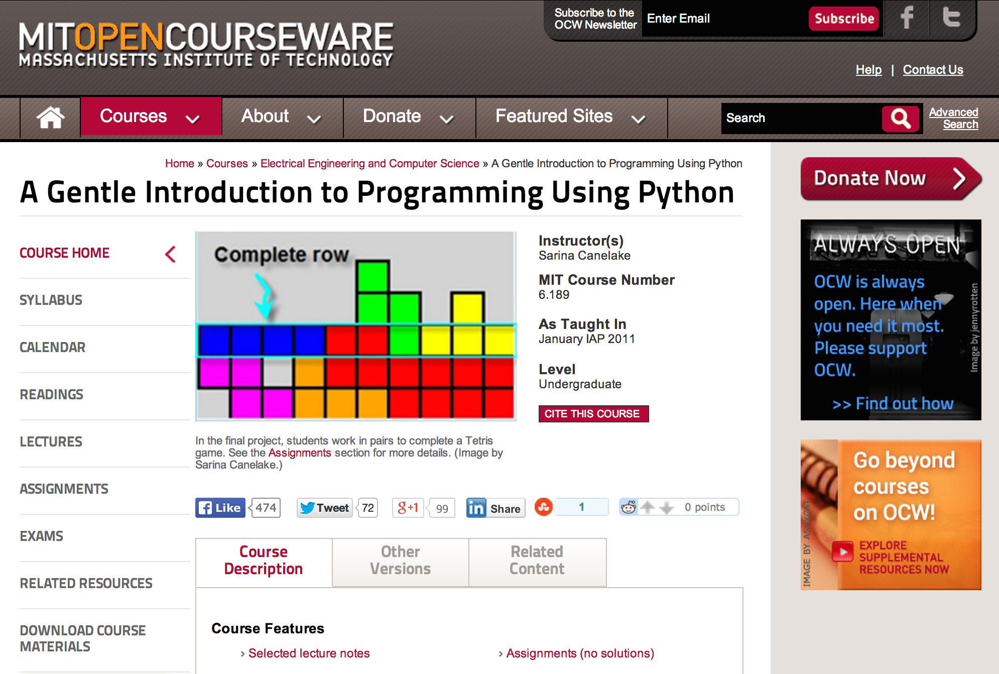 Subscribe to the
OCW Newsletter
Enter Email
Subscribe
MITOPENCOURSEWARE
MASSACHUSETTS INSTITUTE OF TECHNOLOGY
Help | Contact Us
Courses
About
Donate
Featured Sites
Search
Advanced
Search
Home » Courses » Electrical Engineering and Computer Science » A Gentle Introduction to Programming Using Python
A Gentle Introduction to Programming Using Python
COURSE HOME
SYLLABUS
CALENDAR
READINGS
LECTURES
ASSIGNMENTS
EXAMS
RELATED RESOURCES
DOWNLOAD COURSE
MATERIALS
Complete row
In the final project, students work in pairs to complete a Tetris
game. See the Assignments section for more details. (Image by
Sarina Canelake.)
Instructor(s)
Sarina Canelake
MIT Course Number
6.189
As Taught In
January IAP 2011
Level
Undergraduate
CITE THIS COURSE
Like 474
Tweet 72
g+1 99
in Share
1
0 points
Course
Description
Other
Versions
Related
Content
Course Features
› Selected lecture notes
› Assignments (no solutions)
Donate Now
ALWAYS OPEN
OCW is always
open. Here when
you need it most.
Please support
OCW.
>> Find out how
Image by jennyrotten
Go beyond
courses
on OCW!
EXPLORE
SUPPLEMENTAL
RESOURCES NOW